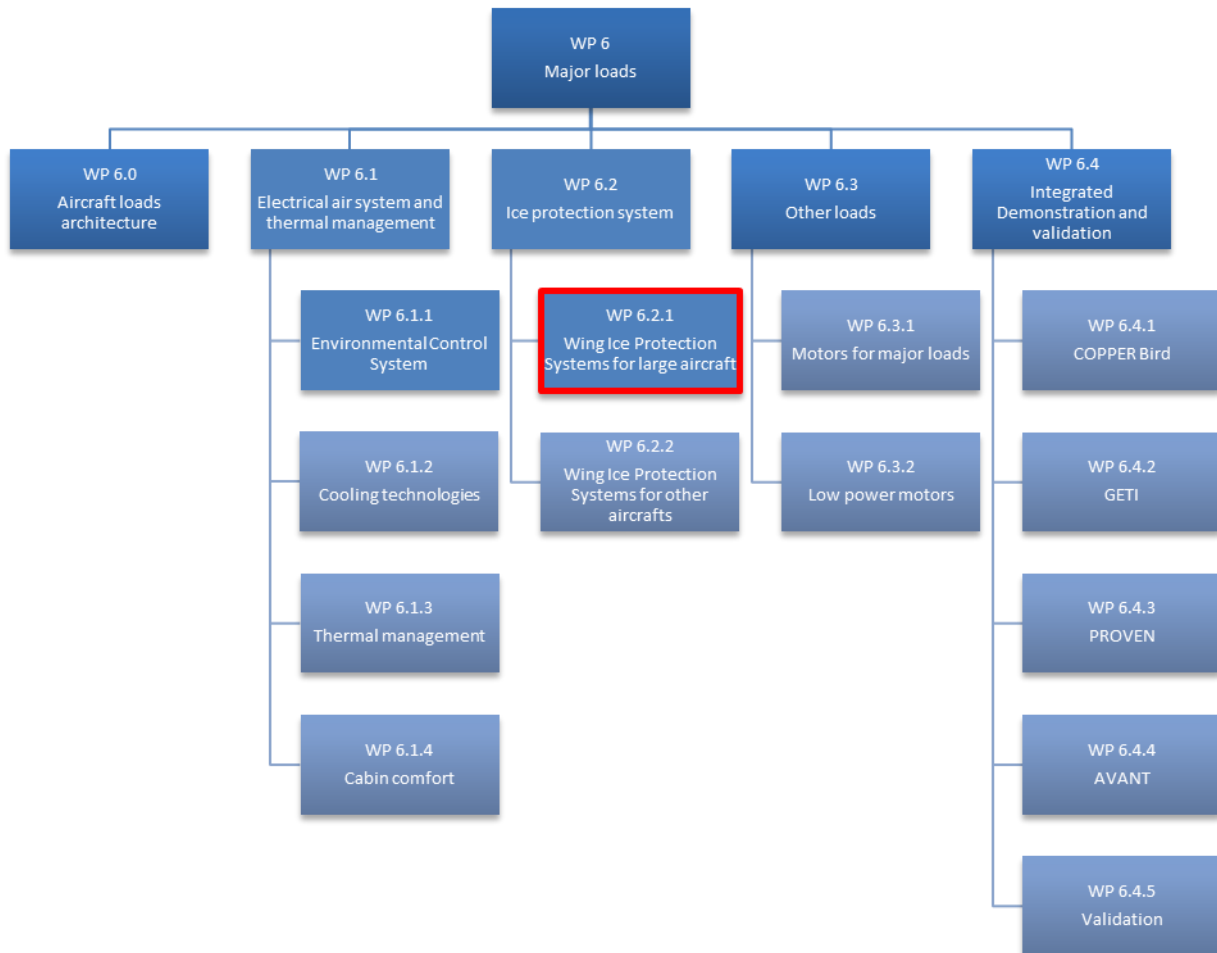 WP 6
Major loads
WP 6.0
Aircraft loads
architecture
WP 6.1
Electrical air system and
thermal management
WP 6.2
Ice protection system
WP 6.3
Other loads
WP 6.4
Integrated
Demonstration and
validation
WP 6.1.1
Environmental Control
System
WP 6.1.2
Cooling technologies
WP 6.1.3
Thermal management
WP 6.1.4
Cabin comfort
WP 6.2.1
Wing Ice Protection
Systems for large aircraft
WP 6.2.2
Wing Ice Protection
Systems for other
aircrafts
WP 6.3.1
Motors for major loads
WP 6.3.2
Low power motors
WP 6.4.1
COPPER Bird
WP 6.4.2
GETI
WP 6.4.3
PROVEN
WP 6.4.4
AVANT
WP 6.4.5
Validation